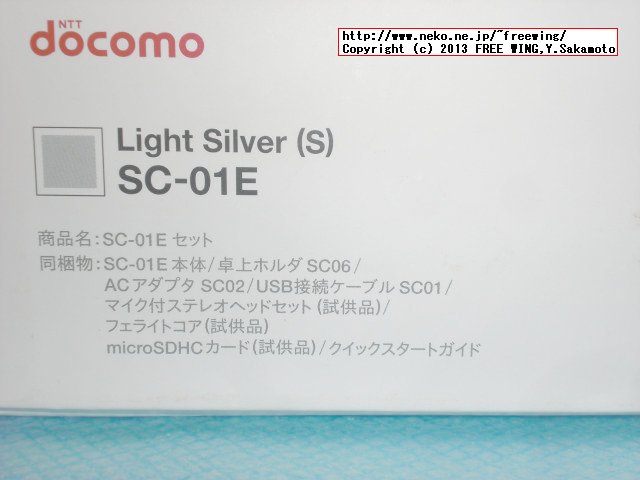 NTT
docomo
http://www.neko.ne.jp/~freewing/
Copyright (c) 2013 FREE WING,Y.Sakamoto
Light Silver (S)
SC-01E
商品名:SC-01E セット
同梱物:SC-01E 本体/卓上ホルダ SC06/
ACアダプタ SC02/USB接続ケーブル SC01/
マイク付ステレオヘッドセット (試供品)/
フェライトコア(試供品)
microSDHCカード(試供品)/クイックスタートガイド